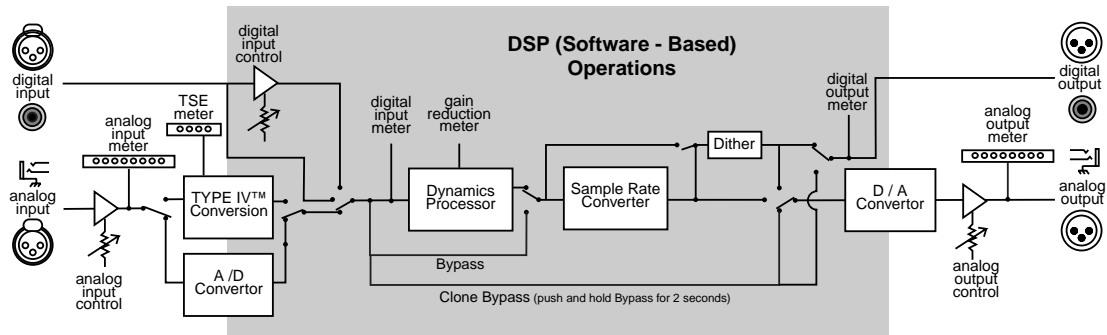 DSP (Software - Based)
Operations
digital
input
control
digital
input
TSE
meter
analog
input
meter
digital
input
meter
gain
reduction
meter
digital
output
meter
digital
output
analog
output
meter
Dither
analog
input
TYPE IV™
Conversion
Dynamics
Processor
Sample Rate
Converter
D / A
Convertor
analog
output
A /D
Convertor
analog
input
control
Bypass
Clone Bypass (push and hold Bypass for 2 seconds)
analog
output
control